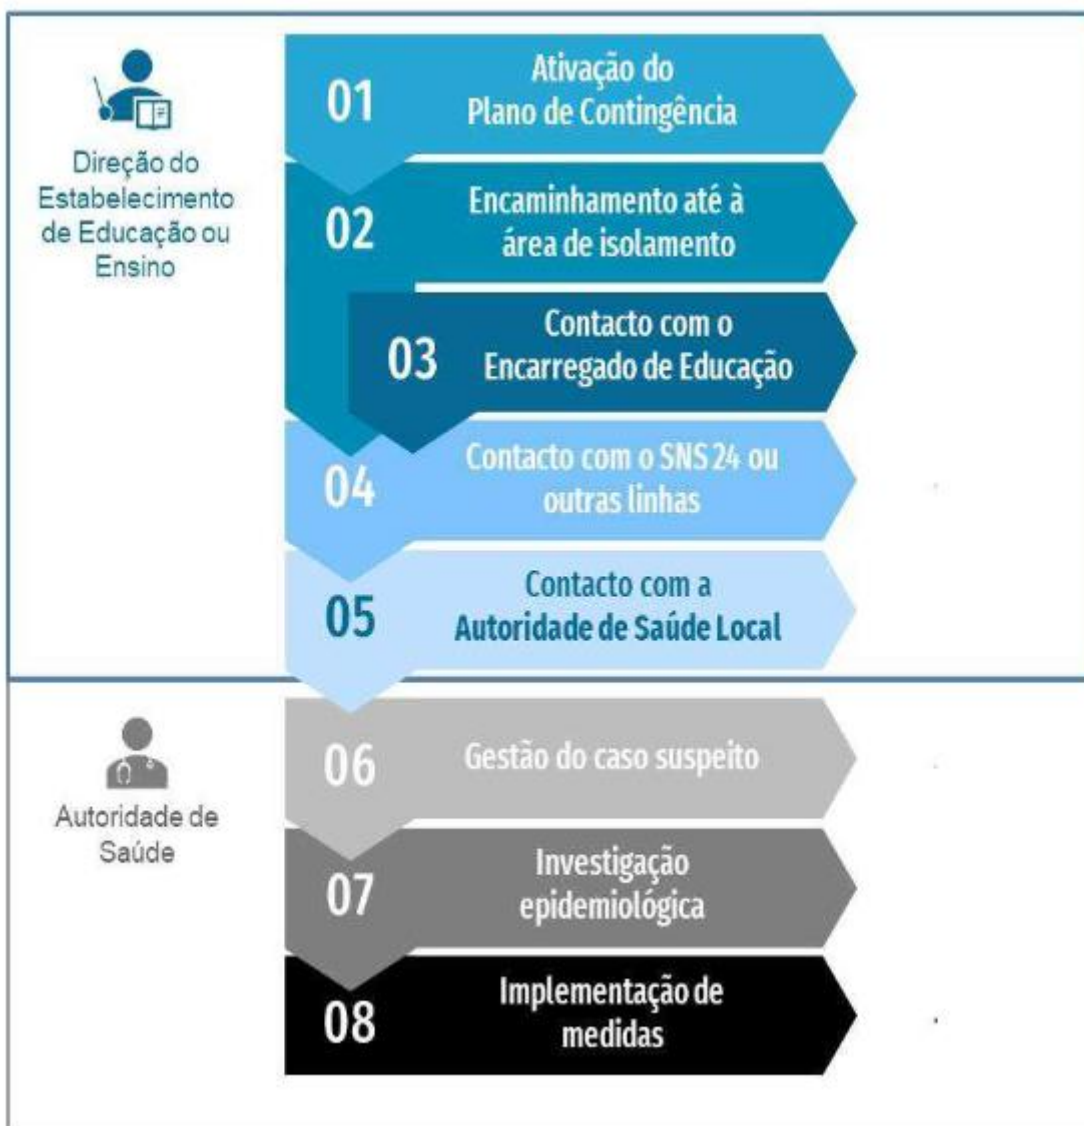 Direção do
Estabelecimento
de Educação ou
Ensino
01
Ativação do
Plano de Contingência
02
Encaminhamento até à
área de isolamento
03
Contacto com o
Encarregado de Educação
04
Contacto com o SNS 24 ou
outras linhas
05
Contacto com a
Autoridade de Saúde Local
Autoridade de
Saúde
06
Gestão do caso suspeito
07
Investigação
epidemiológica
08
Implementação de
medidas